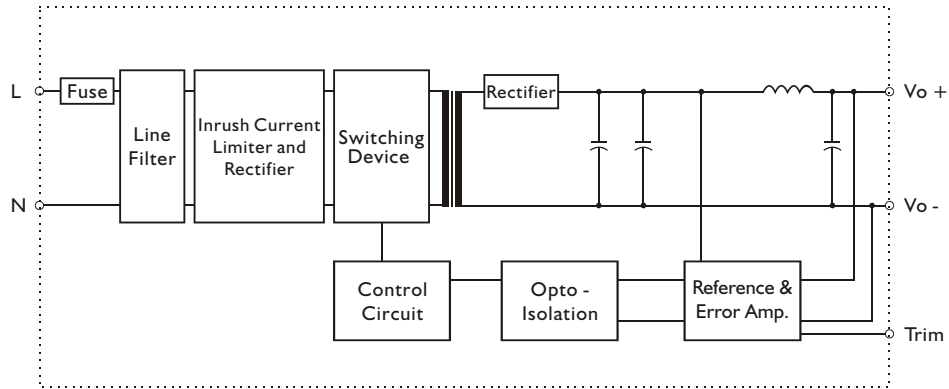 L
Fuse
Line
Filter
Inrush Current
Limiter and
Rectifier
Switching
Device
Rectifier
Vo +
N
Vo -
Control
Circuit
Opto -
Isolation
Reference &
Error Amp.
Trim